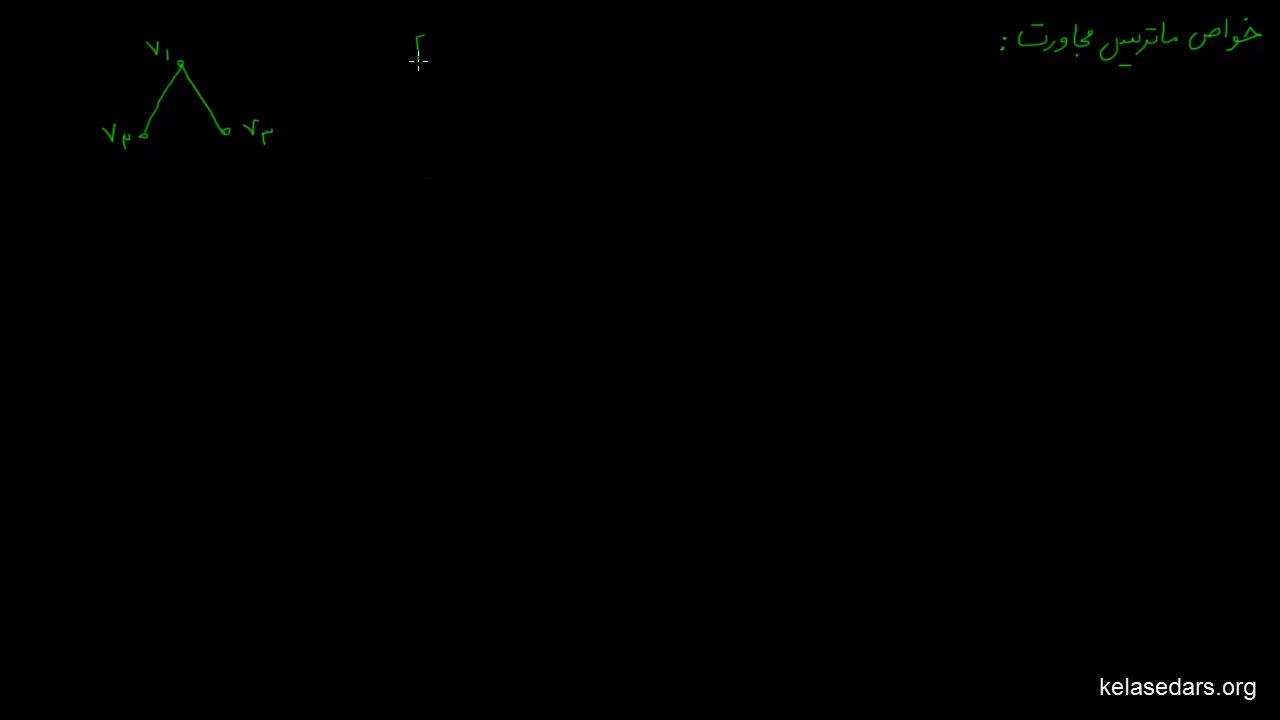 خواص ماتریس مجاورت :
V۱
V۲ V۳
kelasedars.org